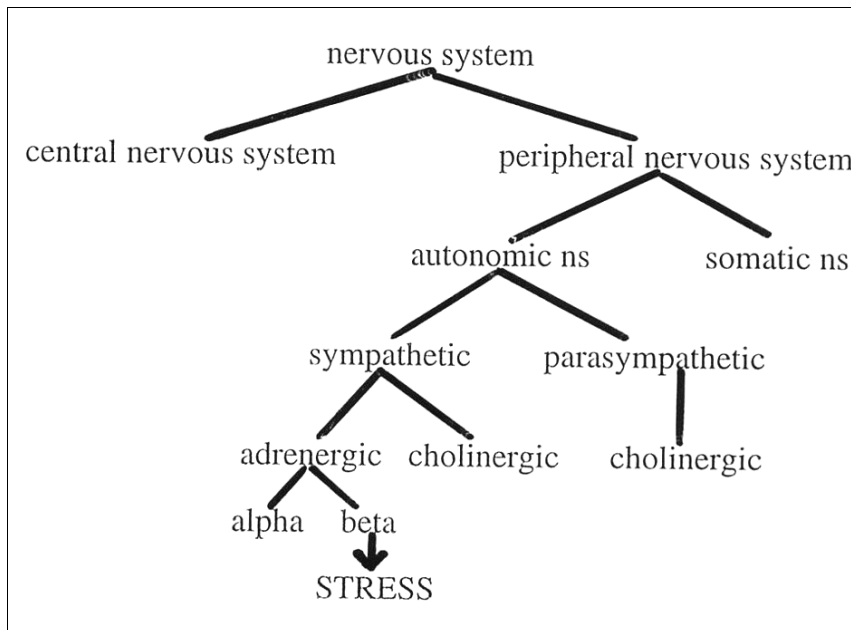 nervous system
central nervous system
peripheral nervous system
autonomic ns
somatic ns
sympathetic
parasympathetic
adrenergic
cholinergic
cholinergic
alpha
beta
STRESS